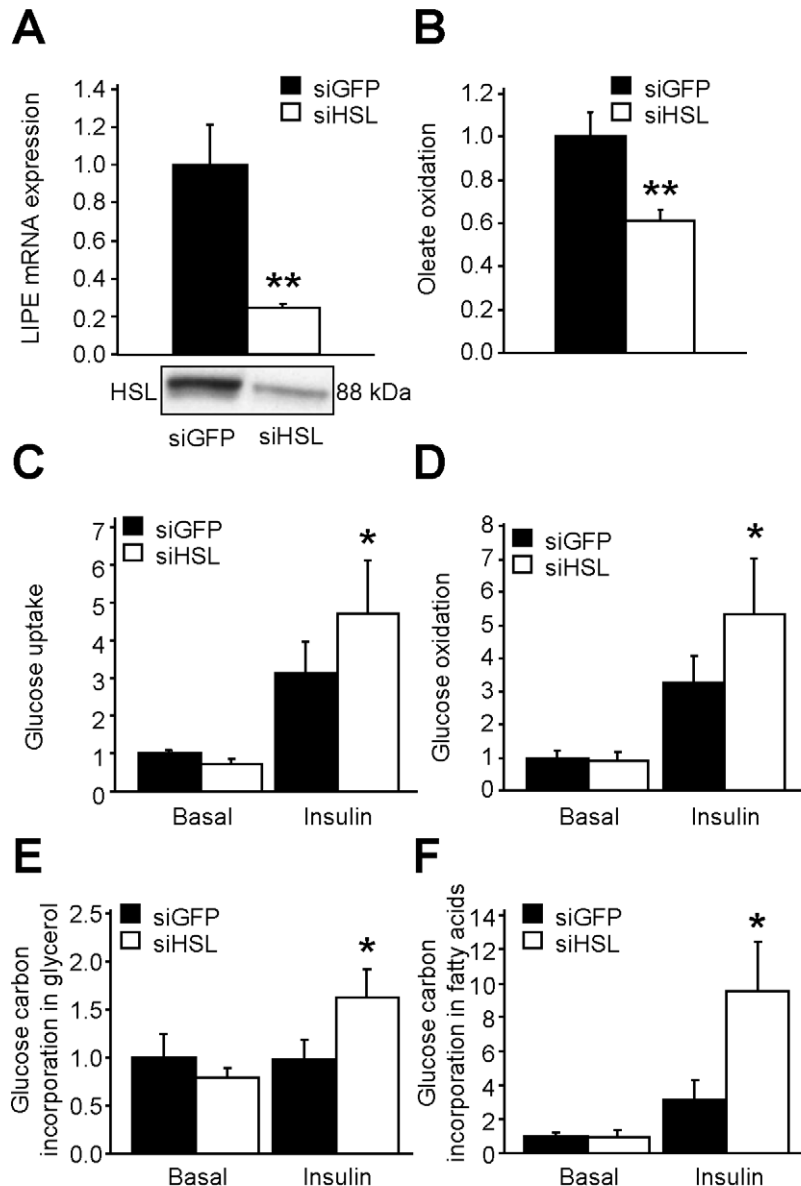 A
LIPE mRNA expression
1.4
1.2
1.0
0.8
0.6
0.4
0.2
0.0
siGFP
siHSL
**
HSL
88 kDa
siGFP siHSL
B
Oleate oxidation
1.2
1.0
0.8
0.6
0.4
0.2
0.0
siGFP
siHSL
**
C
Glucose uptake
7
6
5
4
3
2
1
0
siGFP
siHSL
*
Basal Insulin
D
Glucose oxidation
8
7
6
5
4
3
2
1
0
siGFP
siHSL
*
Basal Insulin
E
Glucose carbon
incorporation in glycerol
2.5
2.0
1.5
1.0
0.5
0.0
siGFP
siHSL
*
Basal Insulin
F
Glucose carbon
incorporation in fatty acids
14
12
10
8
6
4
2
0
siGFP
siHSL
*
Basal Insulin